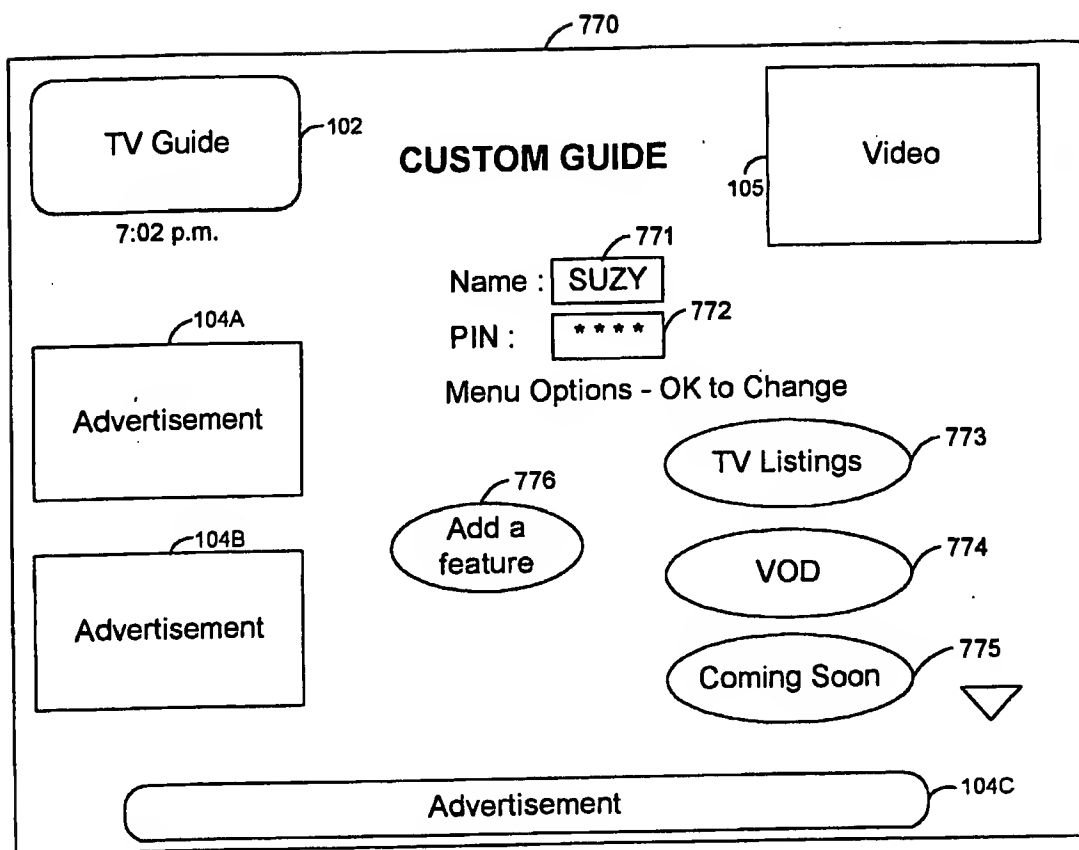 770
TV Guide
102
CUSTOM GUIDE
105
Video
7:02 p.m.
771
Name : SUZY
772
PIN : * * * *
Menu Options - OK to Change
104A
Advertisement
773
TV Listings
776
Add a
feature
104B
Advertisement
774
VOD
775
Coming Soon
Advertisement
104C